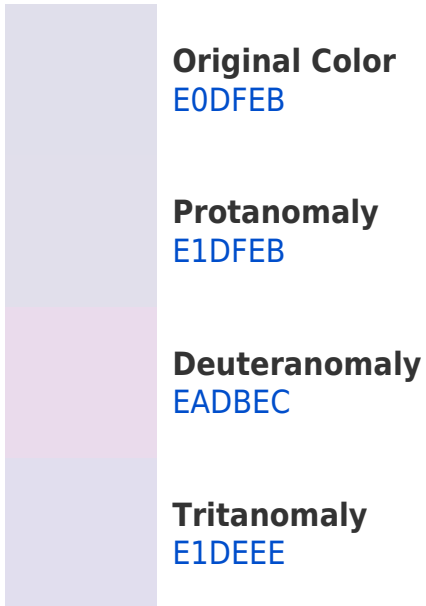 Original Color
E0DFEB
Protanomaly
E1DFEB
Deuteranomaly
EADBEC
Tritanomaly
E1DEEE